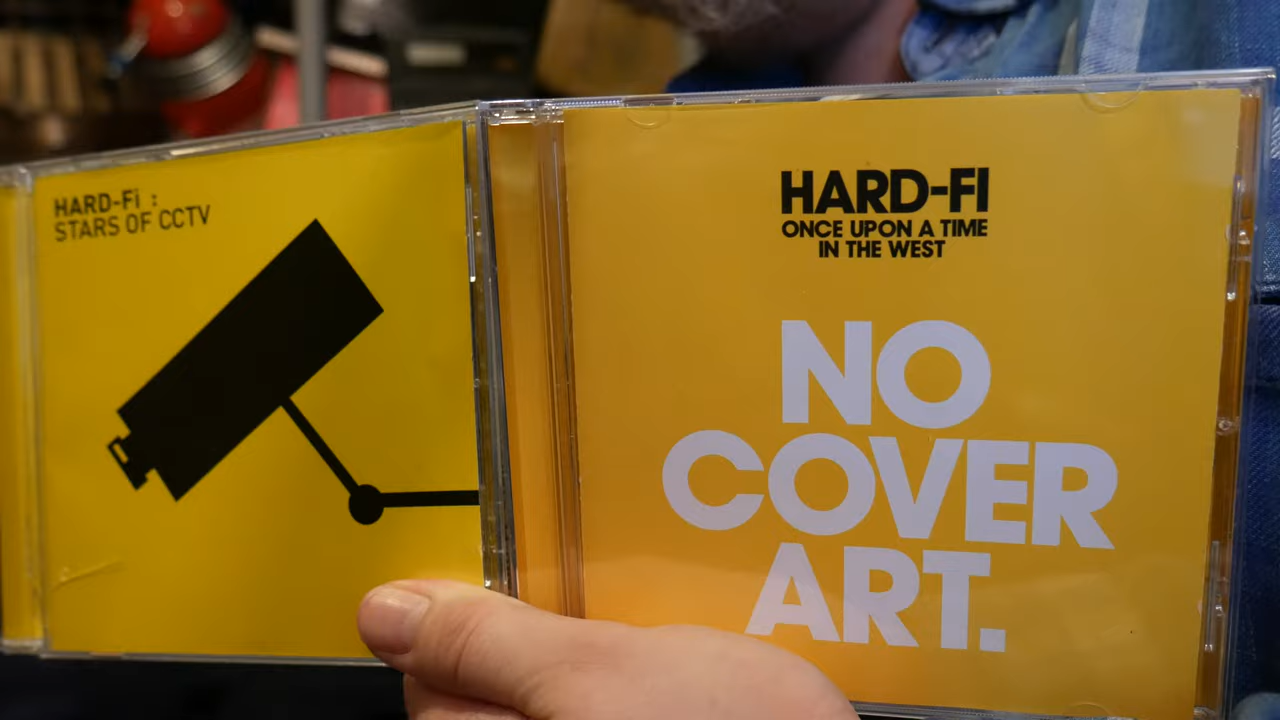 HARD-Fi :
STARS OF CCTV
HARD-FI
ONCE UPON A TIME
IN THE WEST
NO
COVER
ART.